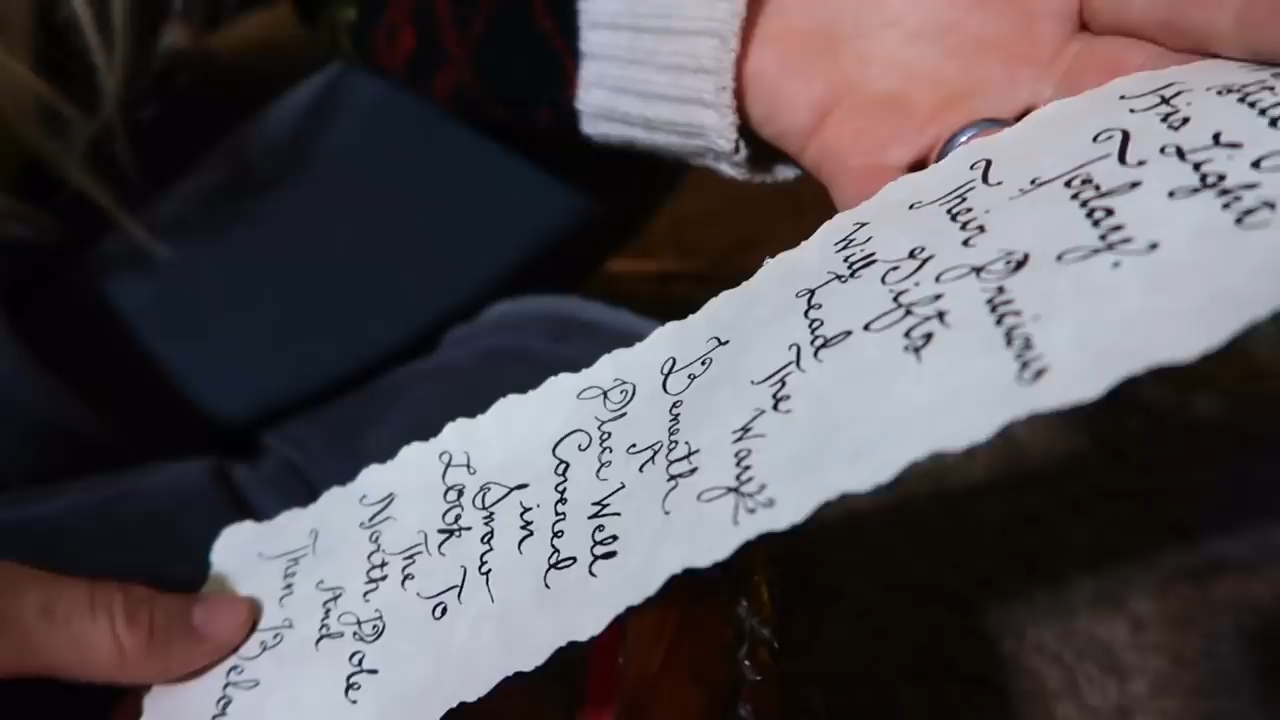 His Light
~ Today.
~ Their Precious
Gifts
Will Lead
The Way
Beneath
A
Place Well
Covered
in
Snow
Look To
The
North Pole
And
Then